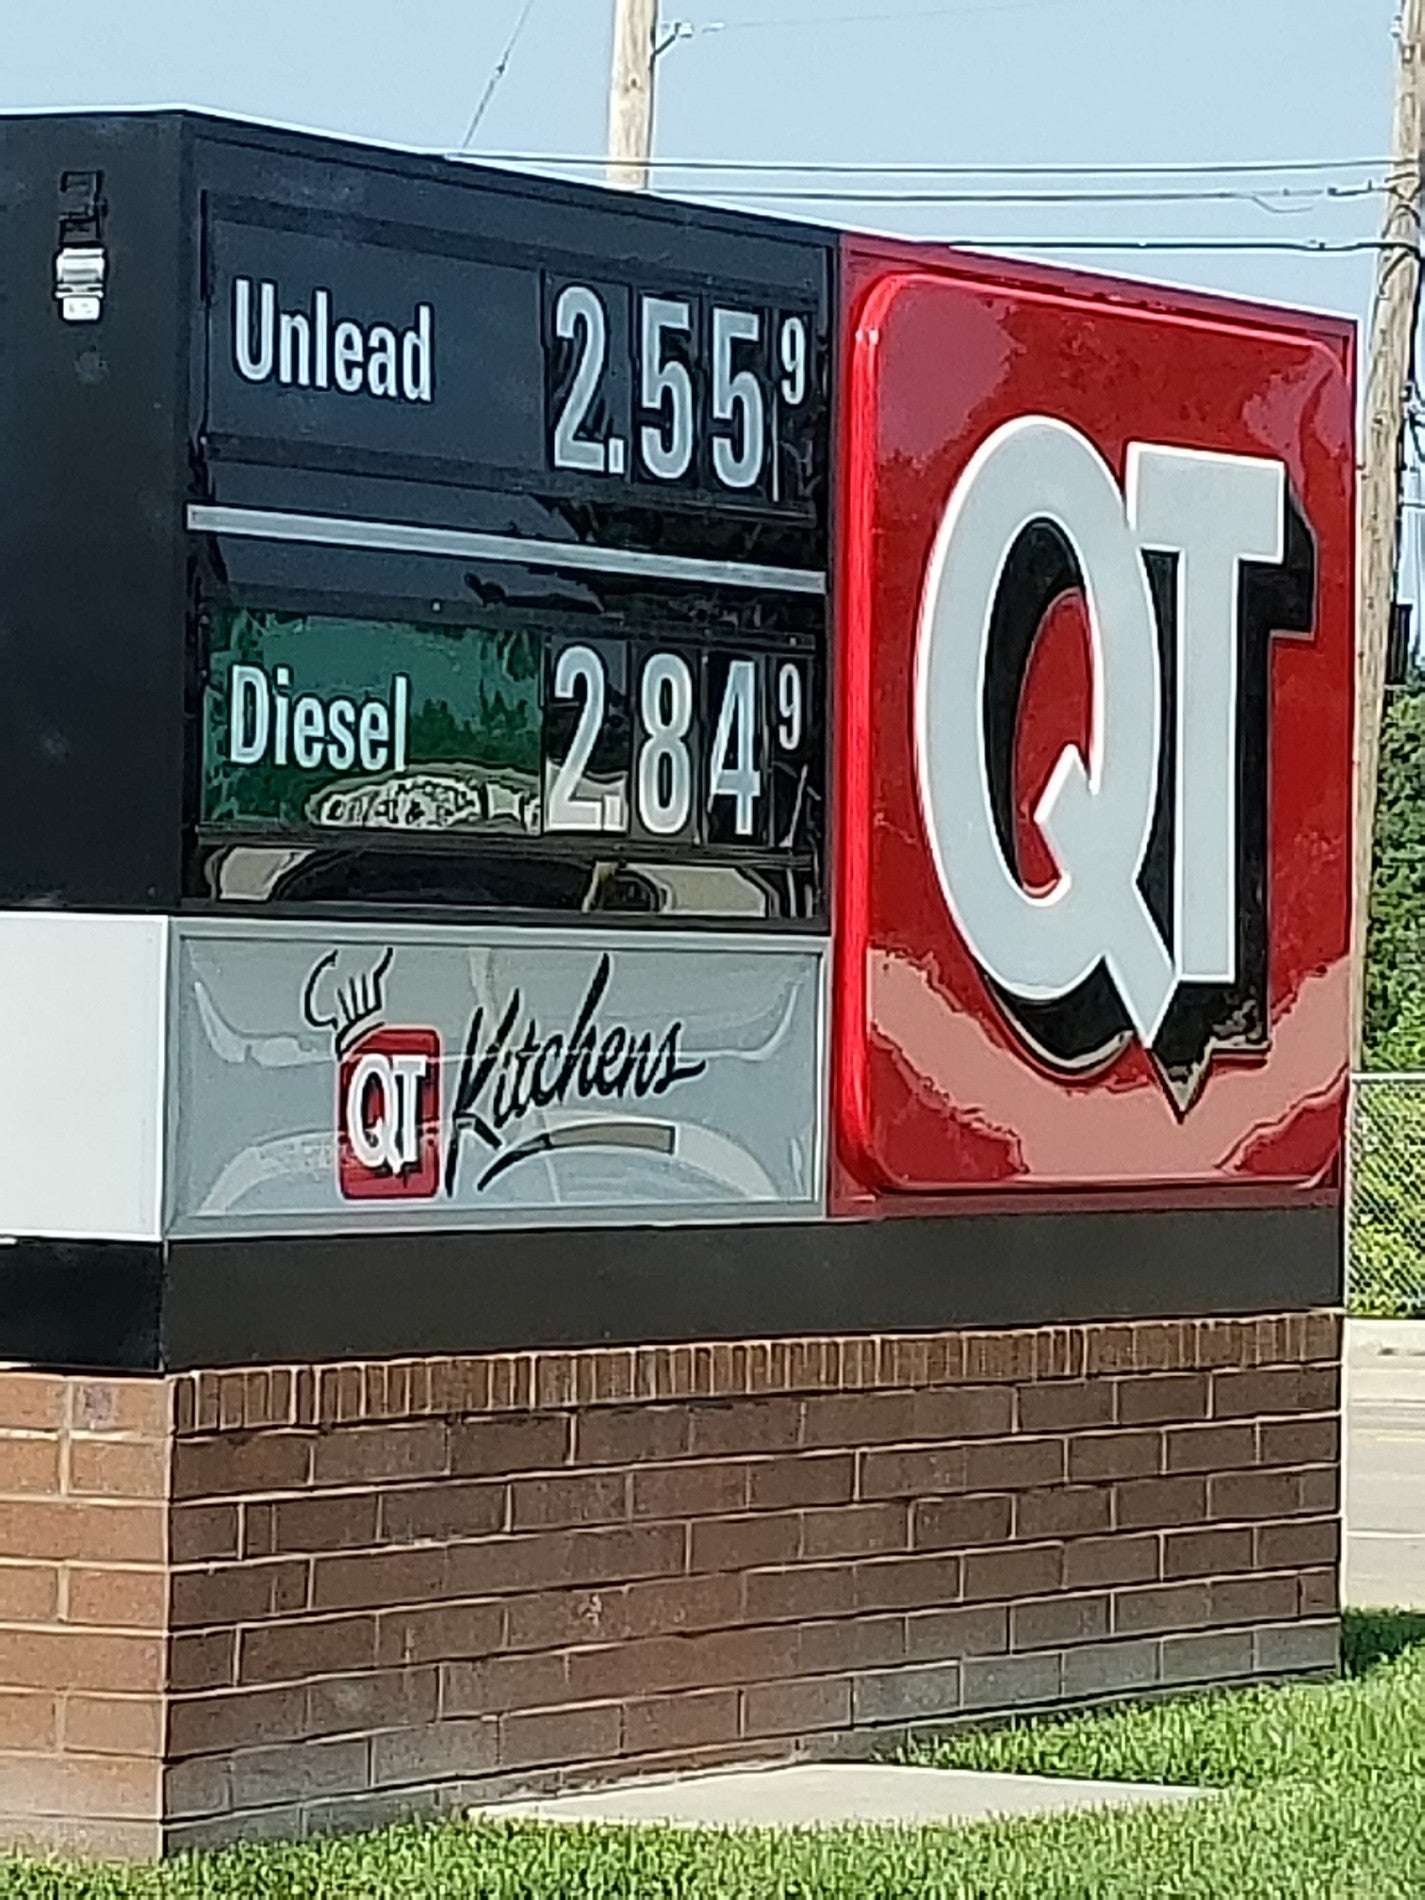 Unlead 2.55 9
Diesel 2.84 9
QT
QT Kitchens